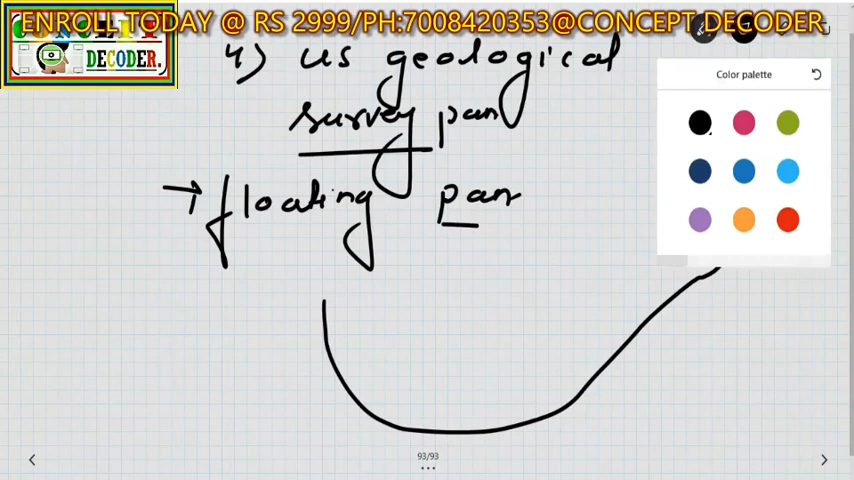 ENROLL TODAY @ RS 2999/PH:7008420353@CONCEPT DECODER.
DECODER.
4) us geological
survey pan
→ floating pan
Color palette
93/93